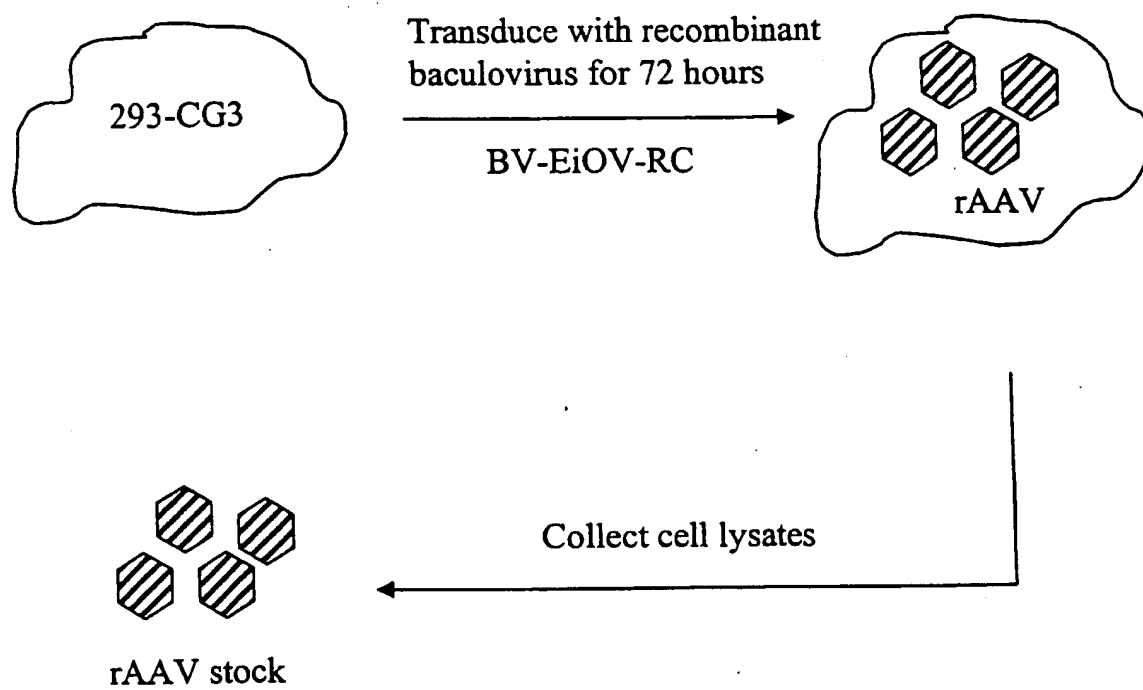 293-CG3
Transduce with recombinant
baculovirus for 72 hours
BV-EiOV-RC
rAAV
Collect cell lysates
rAAV stock